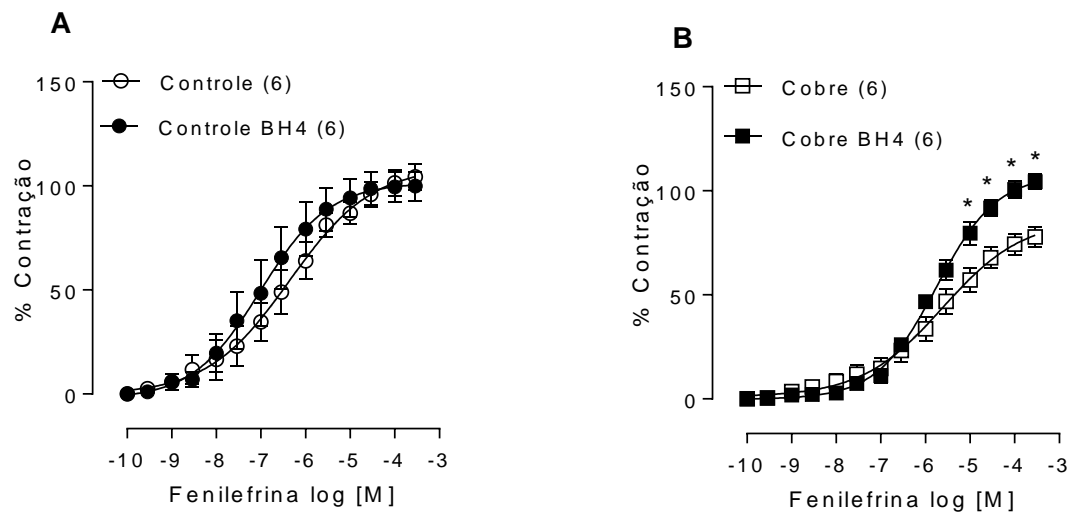 A
150
Controle (6)
Controle BH4 (6)
100
50
0
% Contração
-10 -9 -8 -7 -6 -5 -4 -3
Fenilefrina log [M]
B
150
Cobre (6)
Cobre BH4 (6)
* * * *
100
50
0
% Contração
-10 -9 -8 -7 -6 -5 -4 -3
Fenilefrina log [M]